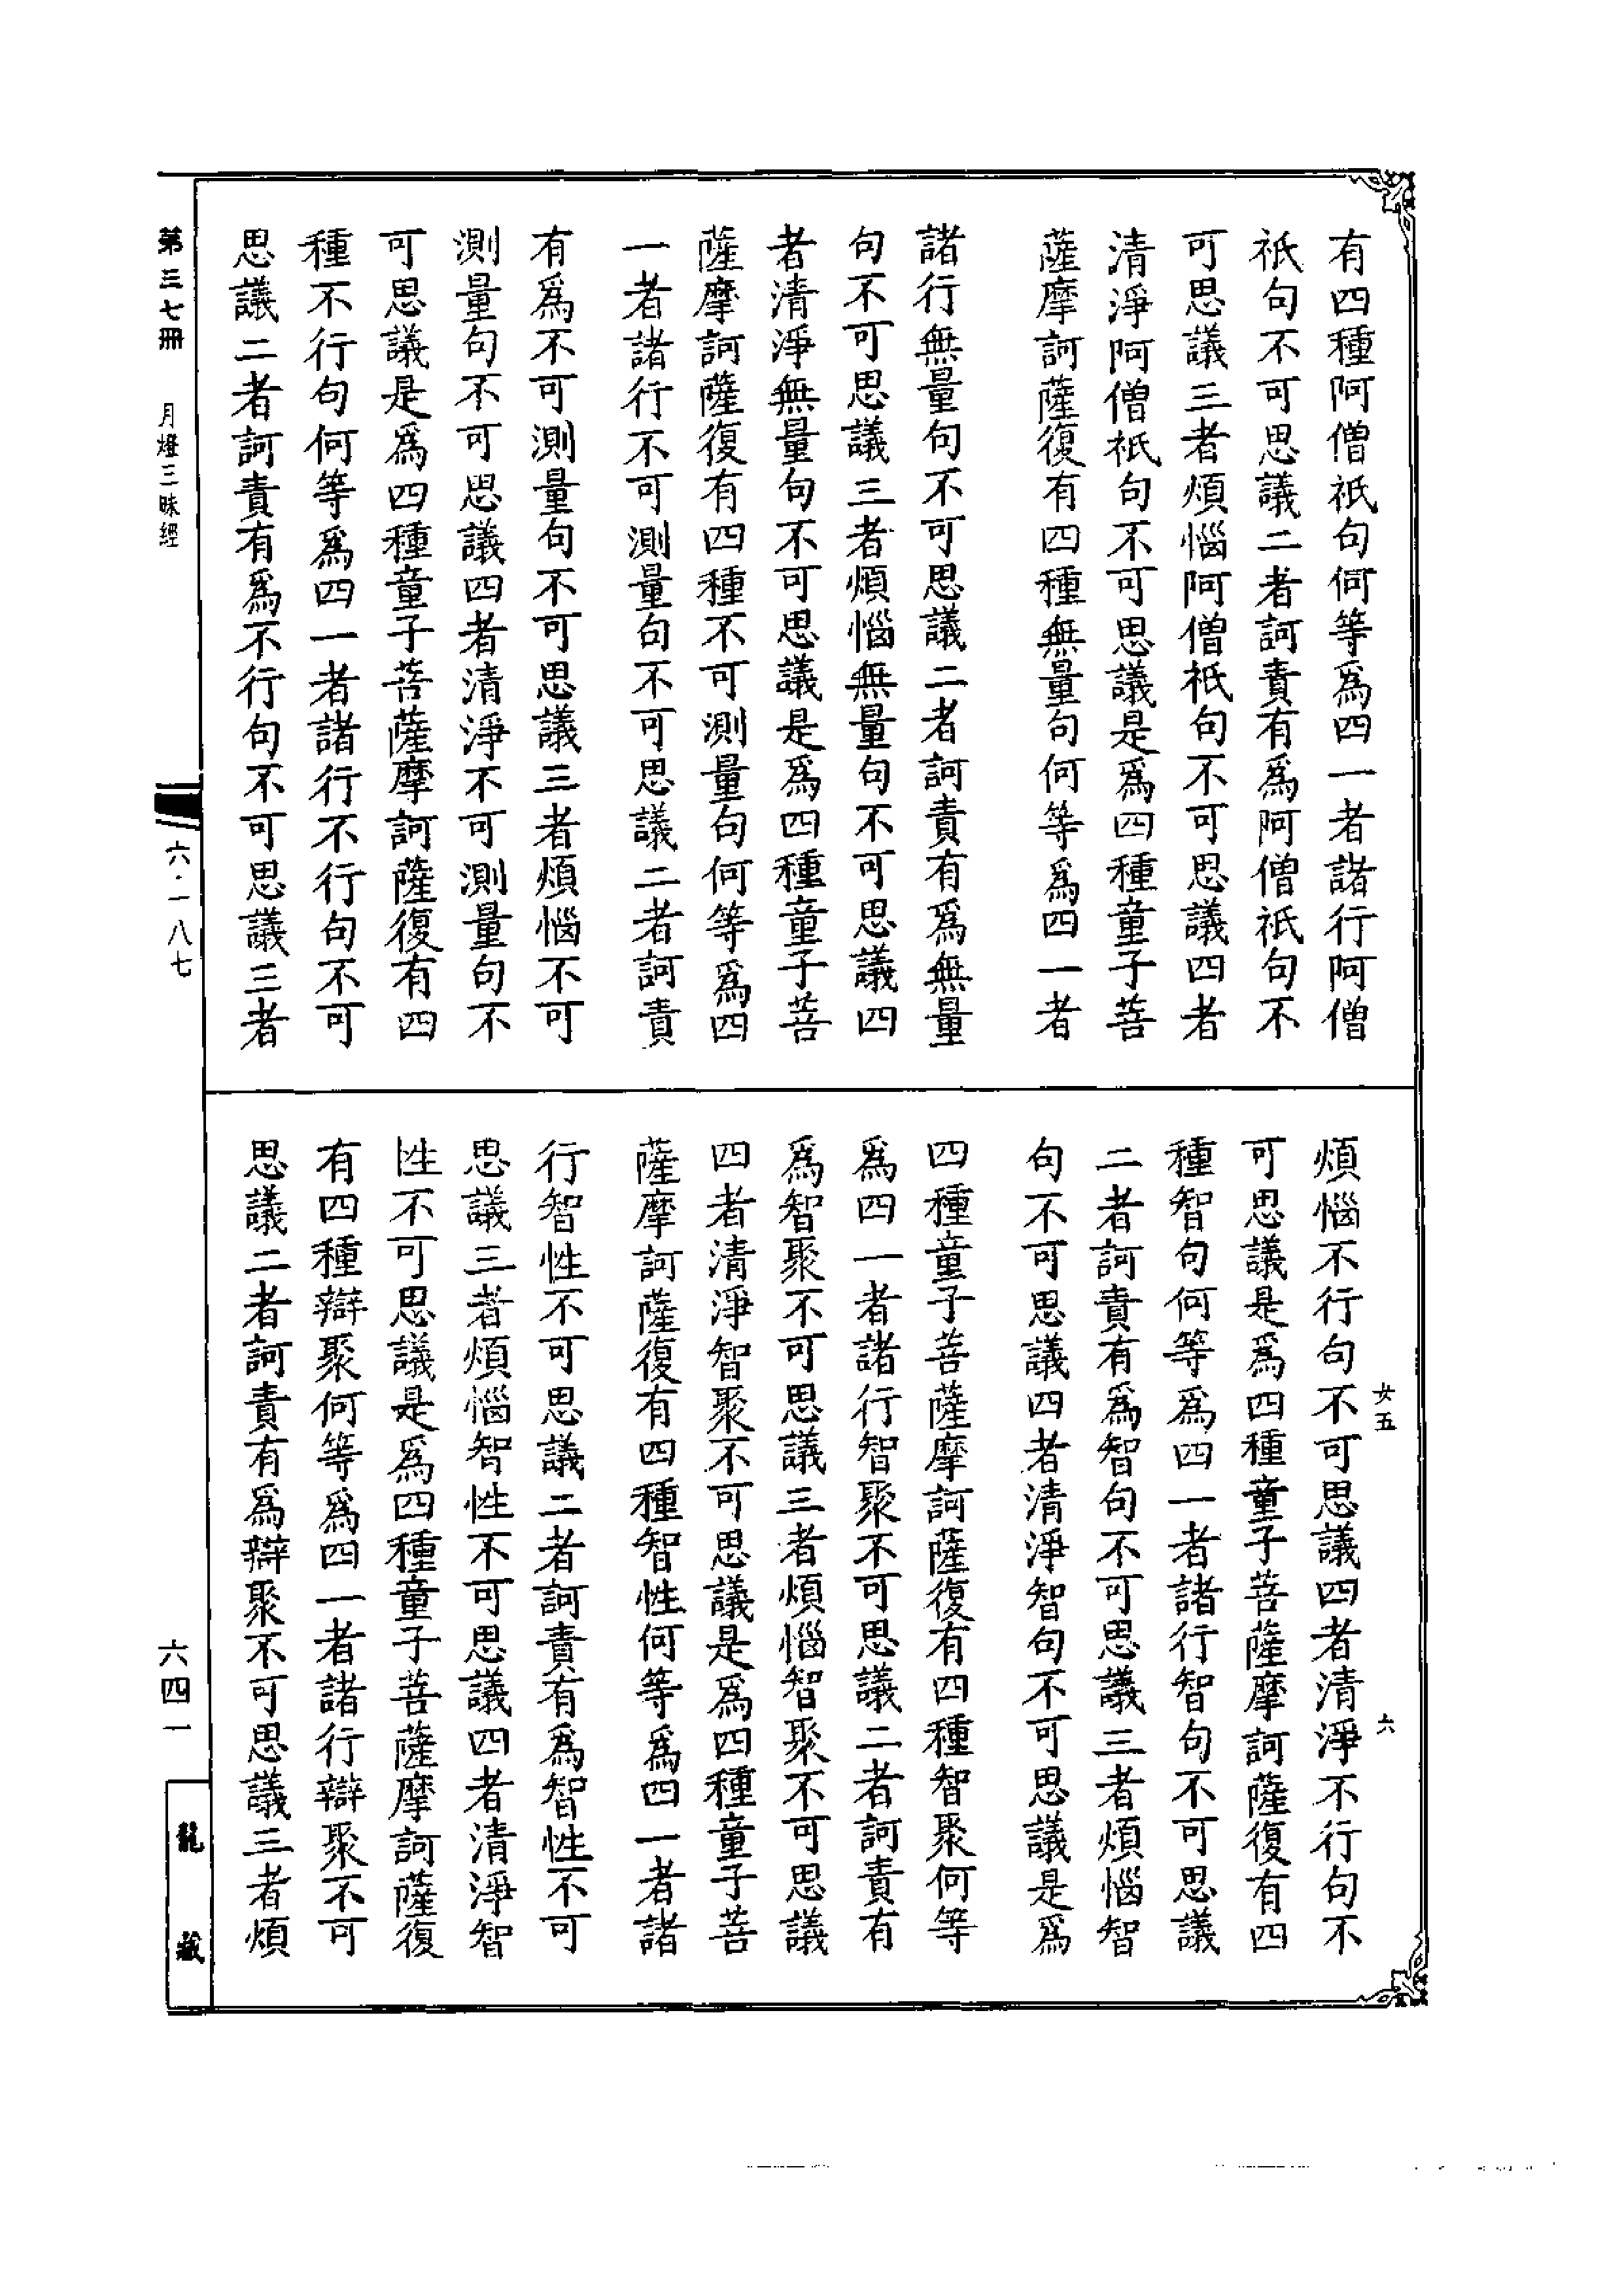 有四種阿僧祇句何等爲四一者諸行阿僧
祇句不可思議二者訶責有爲阿僧祇句不
可思議三者煩惱阿僧祇句不可思議四者
清淨阿僧祇句不可思議是爲四種童子菩
薩摩訶薩復有四種無量句何等爲四一者
諸行無量句不可思議二者訶責有爲無量
句不可思議三者煩惱無量句不可思議四
者清淨無量句不可思議是爲四種童子菩
薩摩訶薩復有四種不可測量句何等爲四
一者諸行不可測量句不可思議二者訶責
有爲不可測量句不可思議三者煩惱不可
測量句不可思議四者清淨不可測量句不
可思議是爲四種童子菩薩摩訶薩復有四
種不行句何等爲四一者諸行不行句不可
思議二者訶責有爲不行句不可思議三者
煩惱不行句不可思議四者清淨不行句不
可思議是爲四種童子菩薩摩訶薩復有四
種智句何等爲四一者諸行智句不可思議
二者訶責有爲智句不可思議三者煩惱智
句不可思議四者清淨智句不可思議是爲
四種童子菩薩摩訶薩復有四種智聚何等
爲四一者諸行智聚不可思議二者訶責有
爲智聚不可思議三者煩惱智聚不可思議
四者清淨智聚不可思議是爲四種童子菩
薩摩訶薩復有四種智性何等爲四一者諸
行智性不可思議二者訶責有爲智性不可
思議三者煩惱智性不可思議四者清淨智
性不可思議是爲四種童子菩薩摩訶薩復
有四種辯聚何等爲四一者諸行辯聚不可
思議二者訶責有爲辯聚不可思議三者煩
女五 六
第三七冊 月燈三昧經
六·一八七
六四一
龍藏